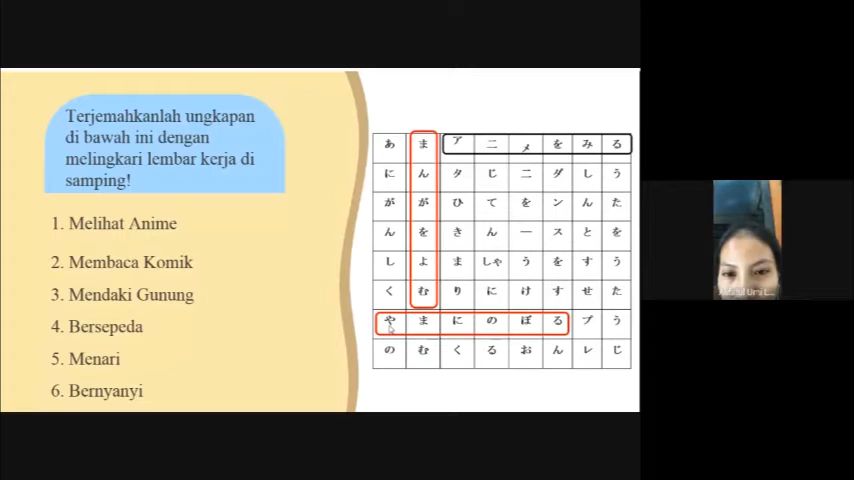 Terjemahkanlah ungkapan
di bawah ini dengan
melingkari lembar kerja di
samping!
1. Melihat Anime
2. Membaca Komik
3. Mendaki Gunung
4. Bersepeda
5. Menari
6. Bernyanyi
あ ま ア ニ メ を み る
に ん タ じ ニ ダ し う
が が ひ て を ン ん た
ん を き ん ー ス と を
し よ ま しゃ う を す う
く む り に け す せ た
や ま に の ぼ る プ う
の む く る お ん レ じ